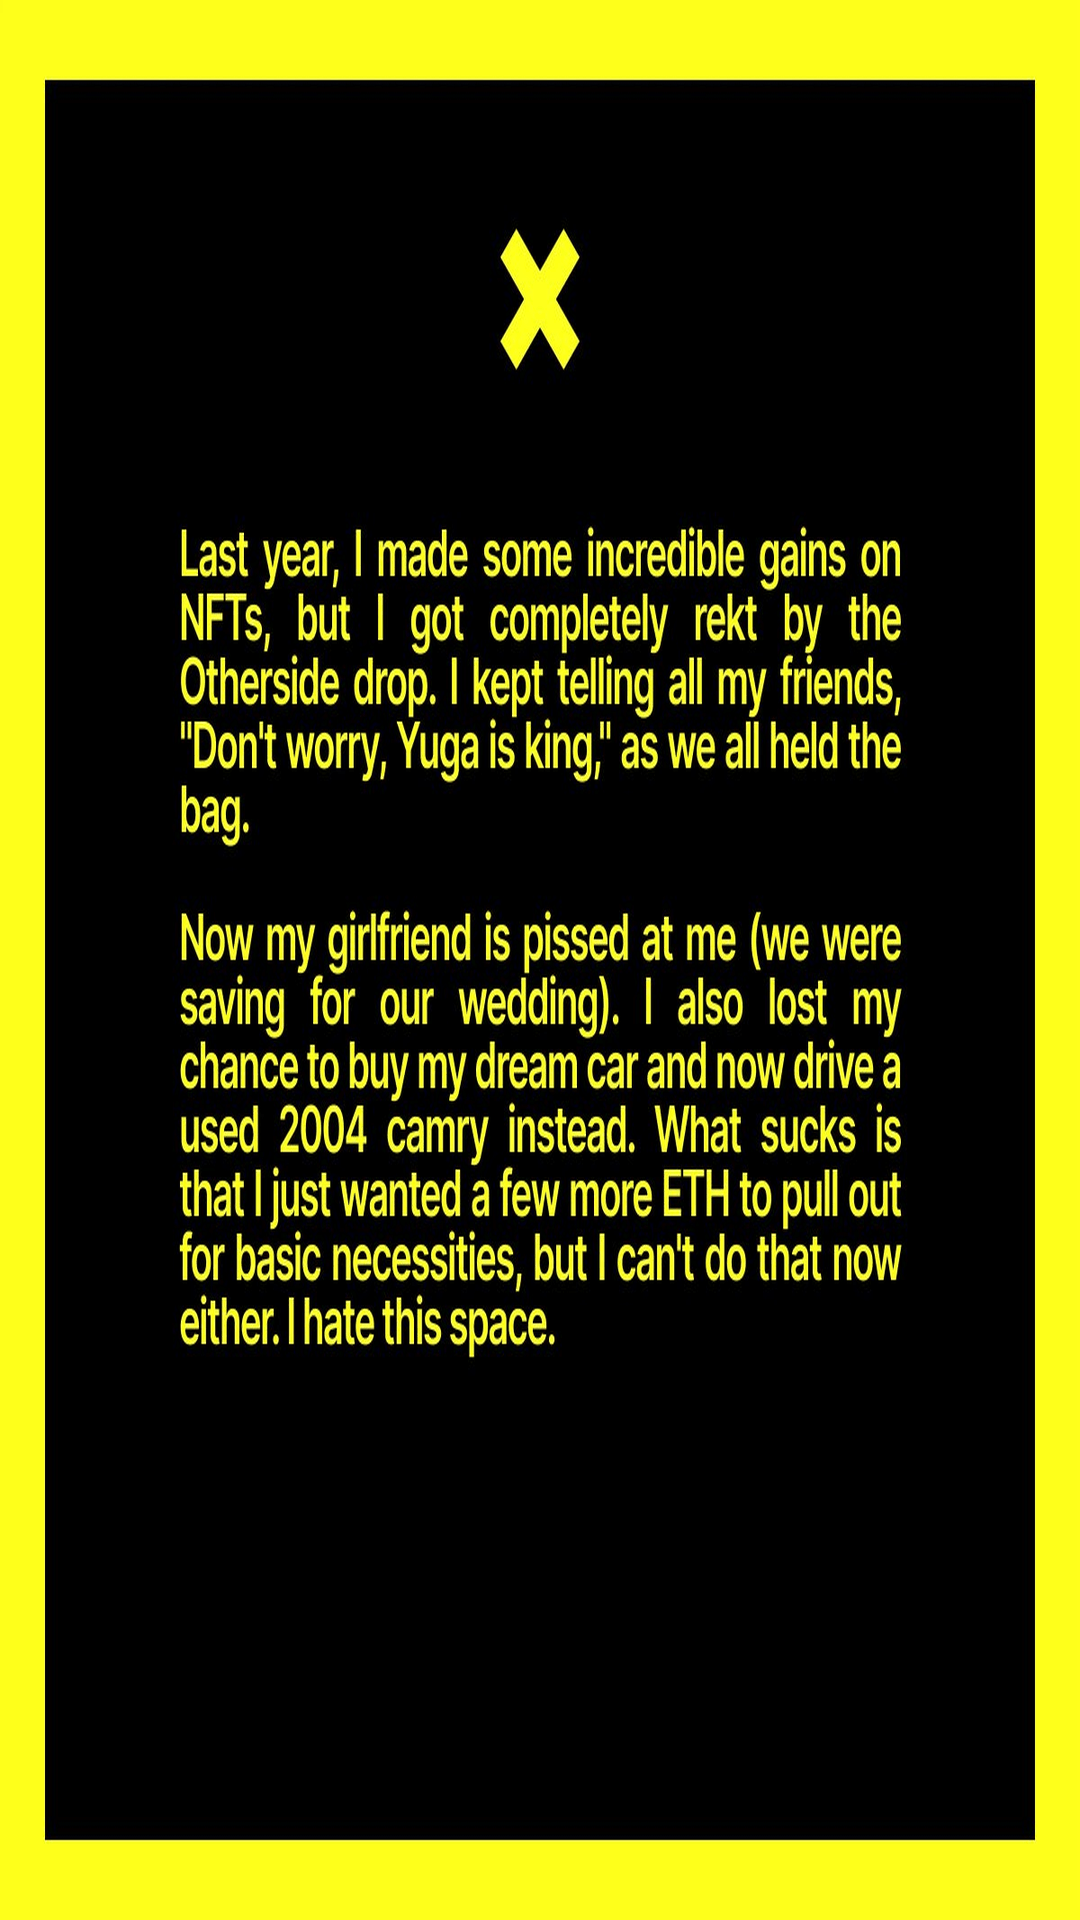 Last year, I made some incredible gains on
NFTs, but I got completely rekt by the
Otherside drop. I kept telling all my friends,
"Don't worry, Yuga is king," as we all held the
bag.
Now my girlfriend is pissed at me (we were
saving for our wedding). I also lost my
chance to buy my dream car and now drive a
used 2004 camry instead. What sucks is
that I just wanted a few more ETH to pull out
for basic necessities, but I can't do that now
either. I hate this space.